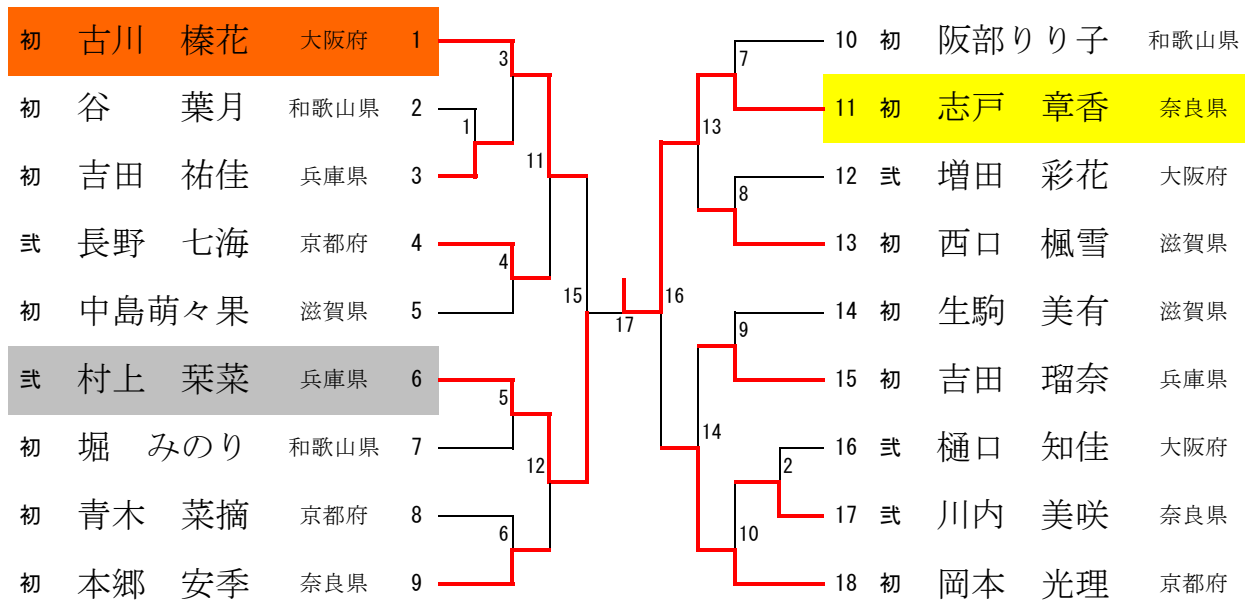 初 古川 榛花 大阪府 1
初 谷 葉月 和歌山県 2
初 吉田 祐佳 兵庫県 3
弐 長野 七海 京都府 4
初 中島萌々果 滋賀県 5
弐 村上 栞菜 兵庫県 6
初 堀 みのり 和歌山県 7
初 青木 菜摘 京都府 8
初 本郷 安季 奈良県 9
3
1
11
4
15
5
12
6
17
16
7
13
8
9
14
2
10
10 初 阪部りり子 和歌山県
11 初 志戸 章香 奈良県
12 弐 増田 彩花 大阪府
13 初 西口 楓雪 滋賀県
14 初 生駒 美有 滋賀県
15 初 吉田 瑠奈 兵庫県
16 弐 樋口 知佳 大阪府
17 弐 川内 美咲 奈良県
18 初 岡本 光理 京都府